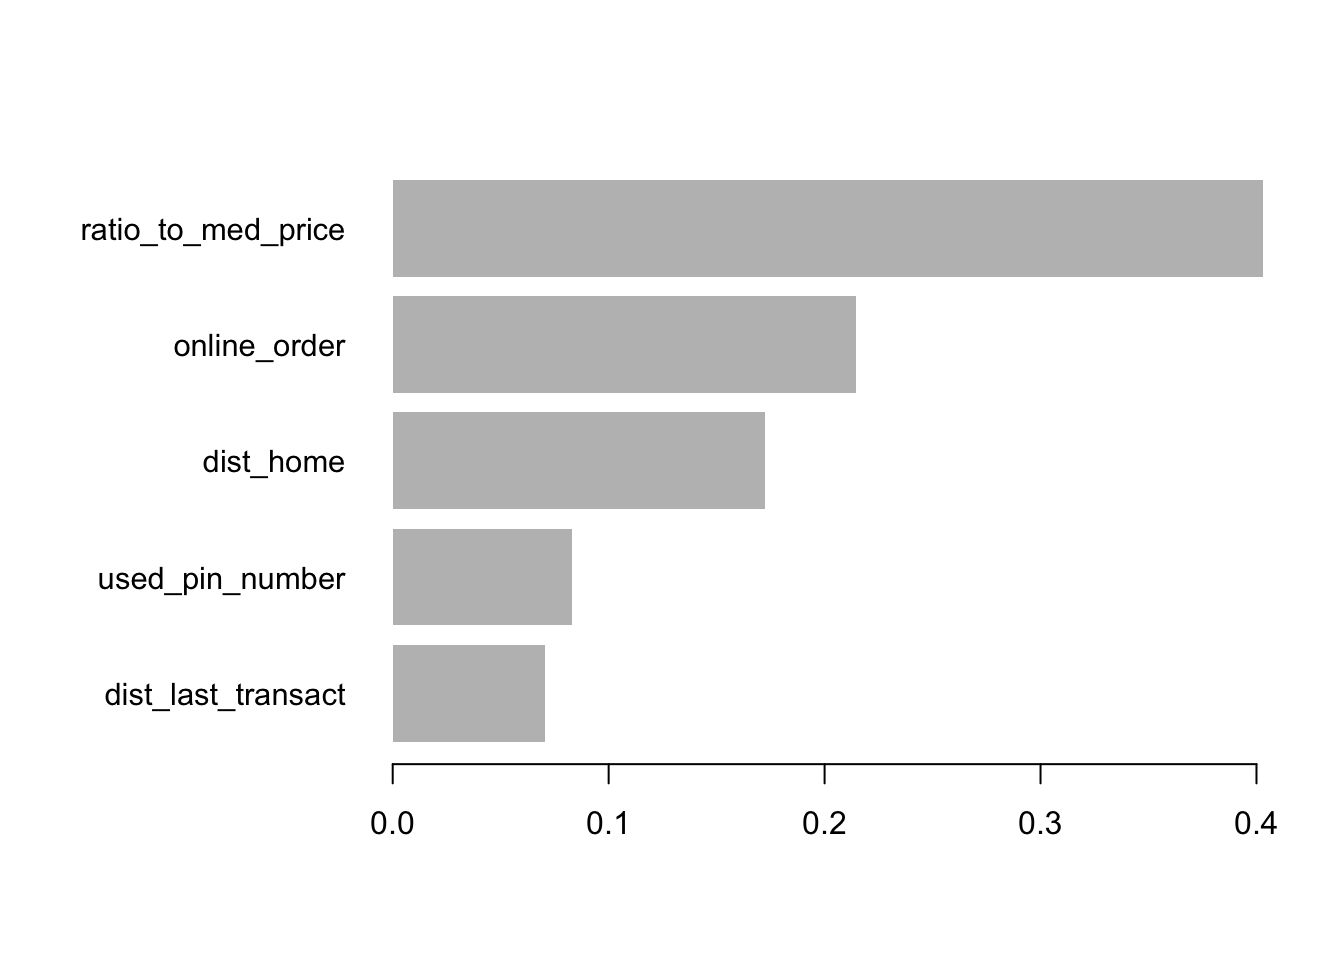 ratio_to_med_price
online_order
dist_home
used_pin_number
dist_last_transact
0.0 0.1 0.2 0.3 0.4